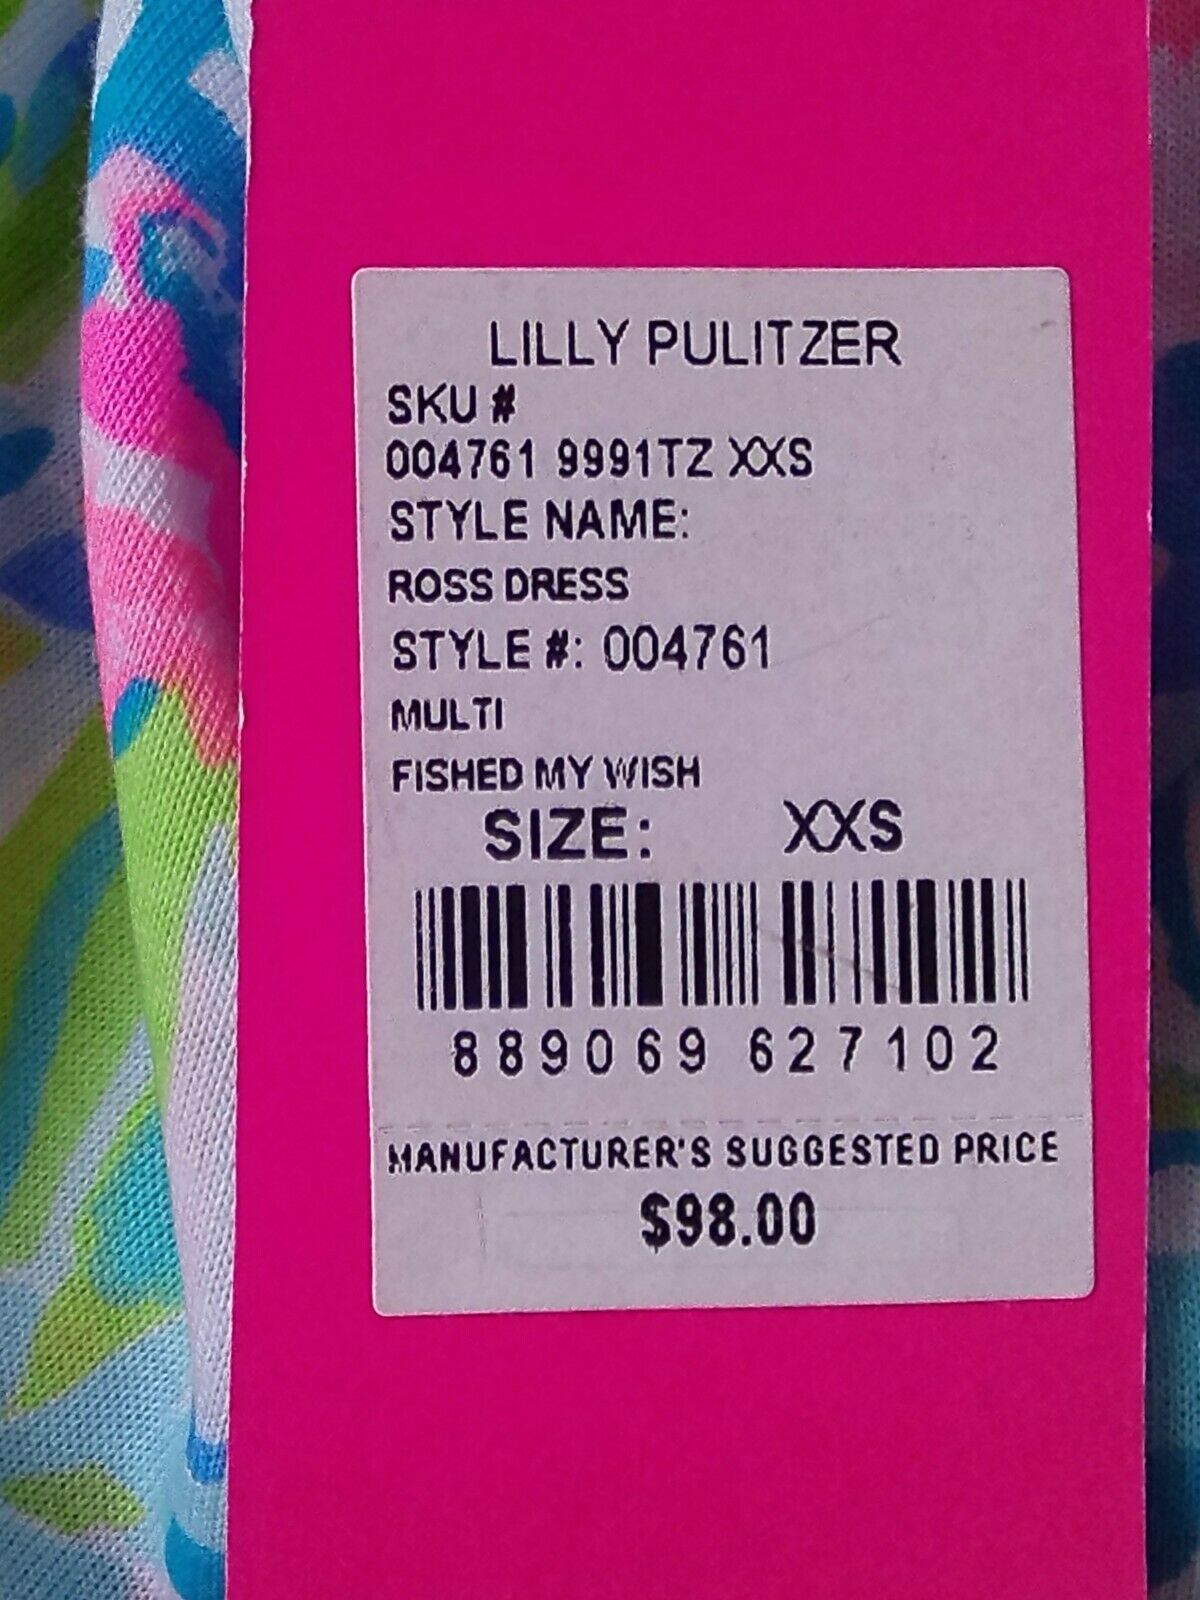 LILLY PULITZER
SKU #
004761 9991TZ XXS
STYLE NAME:
ROSS DRESS
STYLE #: 004761
MULTI
FISHED MY WISH
SIZE: XXS
889069 627102
MANUFACTURER'S SUGGESTED PRICE
$98.00